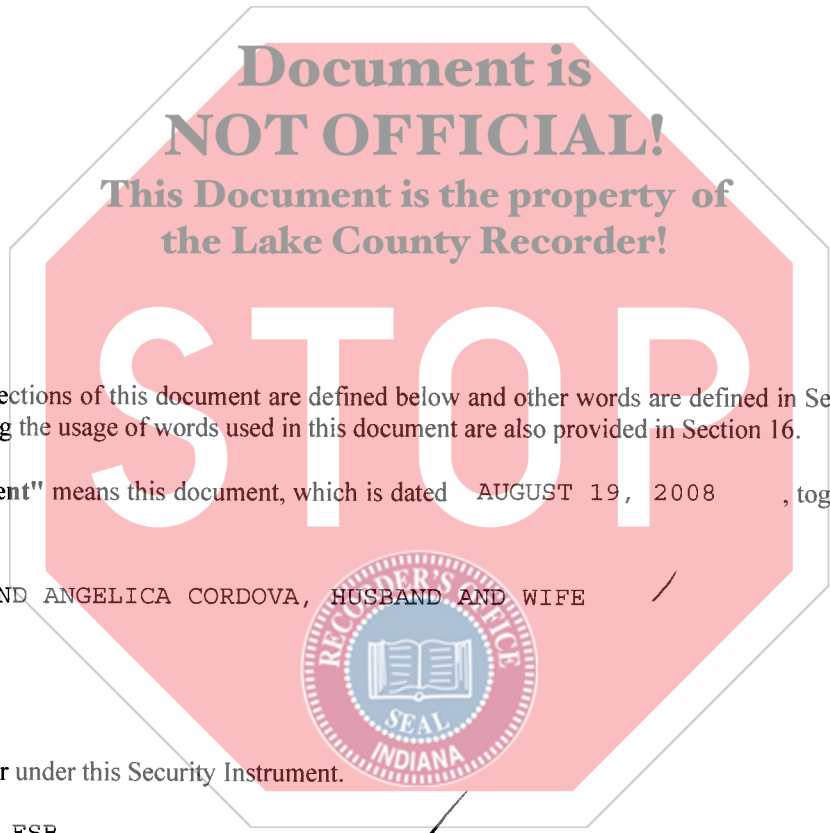 Document is
NOT OFFICIAL!
This Document is the property of
the Lake County Recorder!
STOP
ections of this document are defined below and other words are defined in Se
g the usage of words used in this document are also provided in Section 16.
ent" means this document, which is dated AUGUST 19, 2008 , tog
ND ANGELICA CORDOVA, HUSBAND AND WIFE
RECORDER'S OFFICE
SEAL
INDIANA
r under this Security Instrument.
FSB